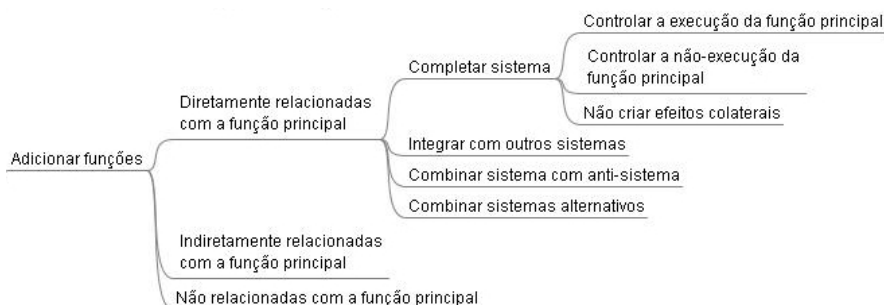 Controlar a execução da função principal
Completar sistema
Controlar a não-execução da
função principal
Diretamente relacionadas
com a função principal
Não criar efeitos colaterais
Integrar com outros sistemas
Adicionar funções
Combinar sistema com anti-sistema
Combinar sistemas alternativos
Indiretamente relacionadas
com a função principal
Não relacionadas com a função principal